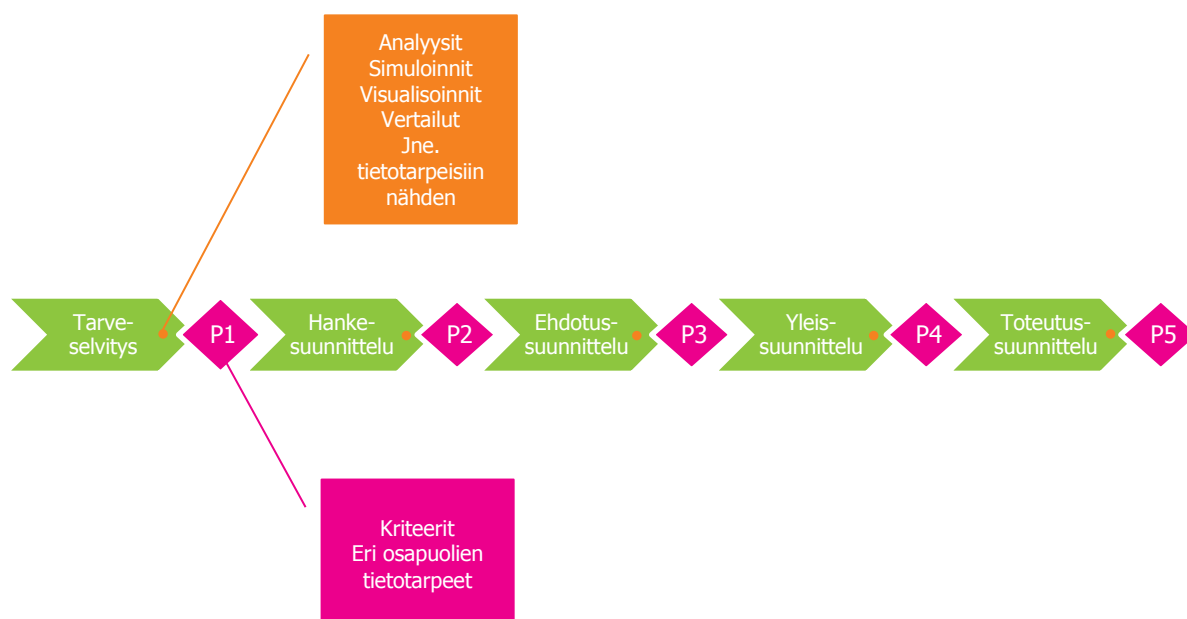 Analyysit
Simuloinnit
Visualisoinnit
Vertailut
Jne.
tietotarpeisiin
nähden
Tarve-
selvitys
P1
Hanke-
suunnittelu
P2
Ehdotus-
suunnittelu
P3
Yleis-
suunnittelu
P4
Toteutus-
suunnittelu
P5
Kriteerit
Eri osapuolien
tietotarpeet